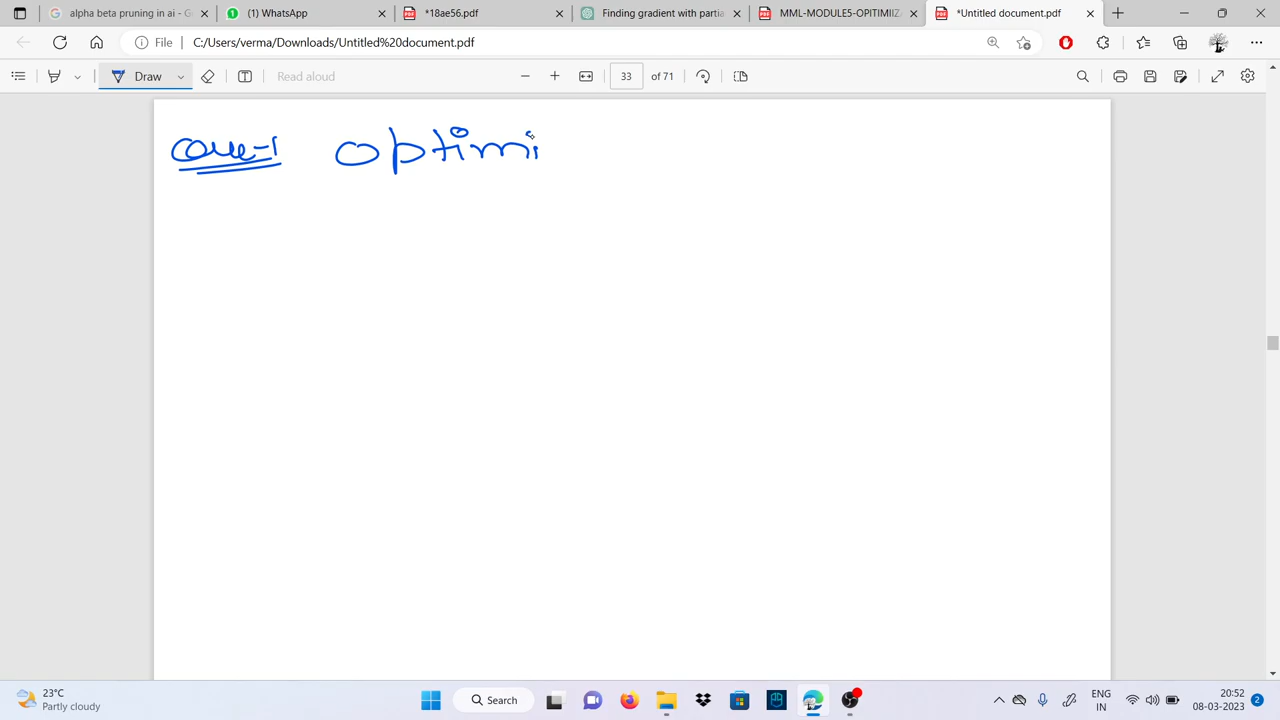 alpha beta pruning in ai - G
(1) WhatsApp
*18ae56.pdf
Finding gradient with partia
MML-MODULE5-OPITIMIIZA
*Untitled document.pdf
File
C:/Users/verma/Downloads/Untitled%20document.pdf
Draw
Read aloud
33 of 71
optimi
23°C
Partly cloudy
Search
ENG
IN
20:52
08-03-2023
2